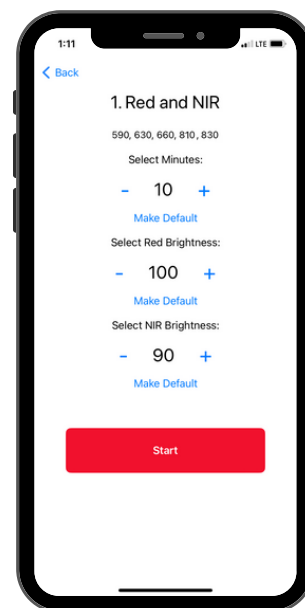 1:11 LTE
Back
1. Red and NIR
590, 630, 660, 810, 830
Select Minutes:
- 10 +
Make Default
Select Red Brightness:
- 100 +
Make Default
Select NIR Brightness:
- 90 +
Make Default
Start